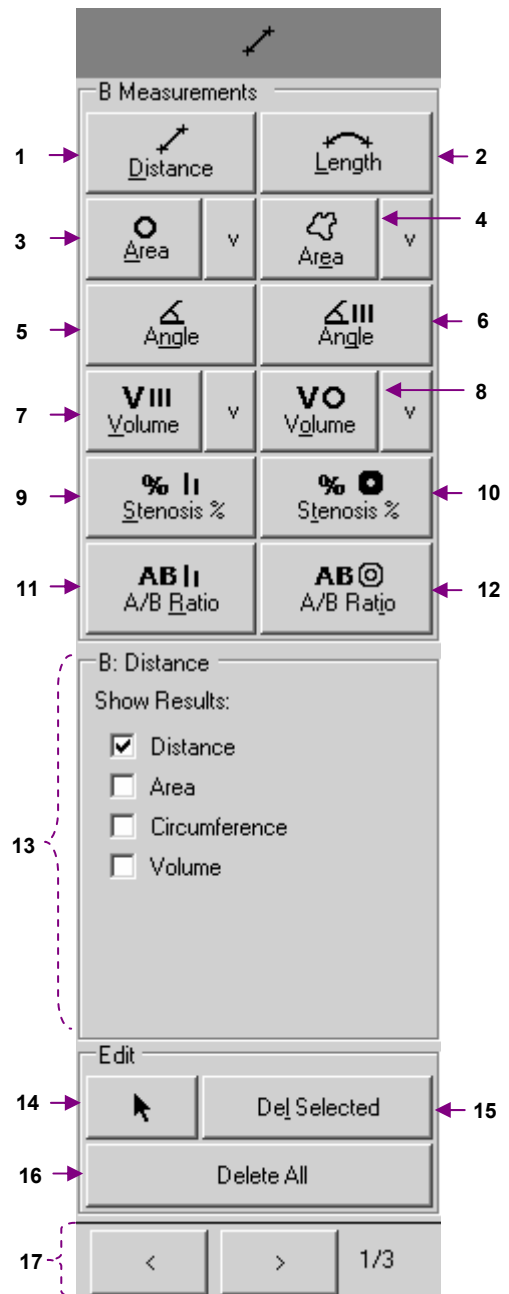 B Measurements
1 Distance Length 2
3 Area v Area v 4
5 Angle Angle 6
7 V Volume v V Volume v 8
9 % Stenosis % % Stenosis % 10
11 AB A/B Ratio AB A/B Ratio 12
B: Distance
Show Results:
Distance
Area
Circumference
13
Volume
Edit
14 Del Selected 15
16 Delete All
17 < > 1/3